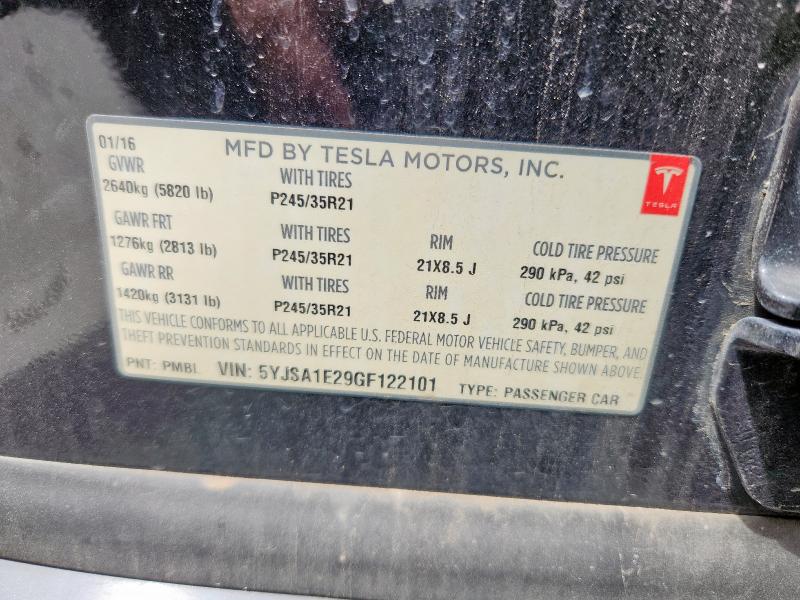 01/16 MFD BY TESLA MOTORS, INC.
GVWR WITH TIRES
2640kg (5820 lb) P245/35R21
TESLA
GAWR FRT WITH TIRES RIM COLD TIRE PRESSURE
1276kg (2813 lb) P245/35R21 21X8.5 J 290 kPa, 42 psi
GAWR RR WITH TIRES RIM COLD TIRE PRESSURE
1420kg (3131 lb) P245/35R21 21X8.5 J 290 kPa, 42 psi
THIS VEHICLE CONFORMS TO ALL APPLICABLE U.S. FEDERAL MOTOR VEHICLE SAFETY, BUMPER, AND
THEFT PREVENTION STANDARDS IN EFFECT ON THE DATE OF MANUFACTURE SHOWN ABOVE.
PNT: PMBL VIN: 5YJSA1E29GF122101 TYPE: PASSENGER CAR